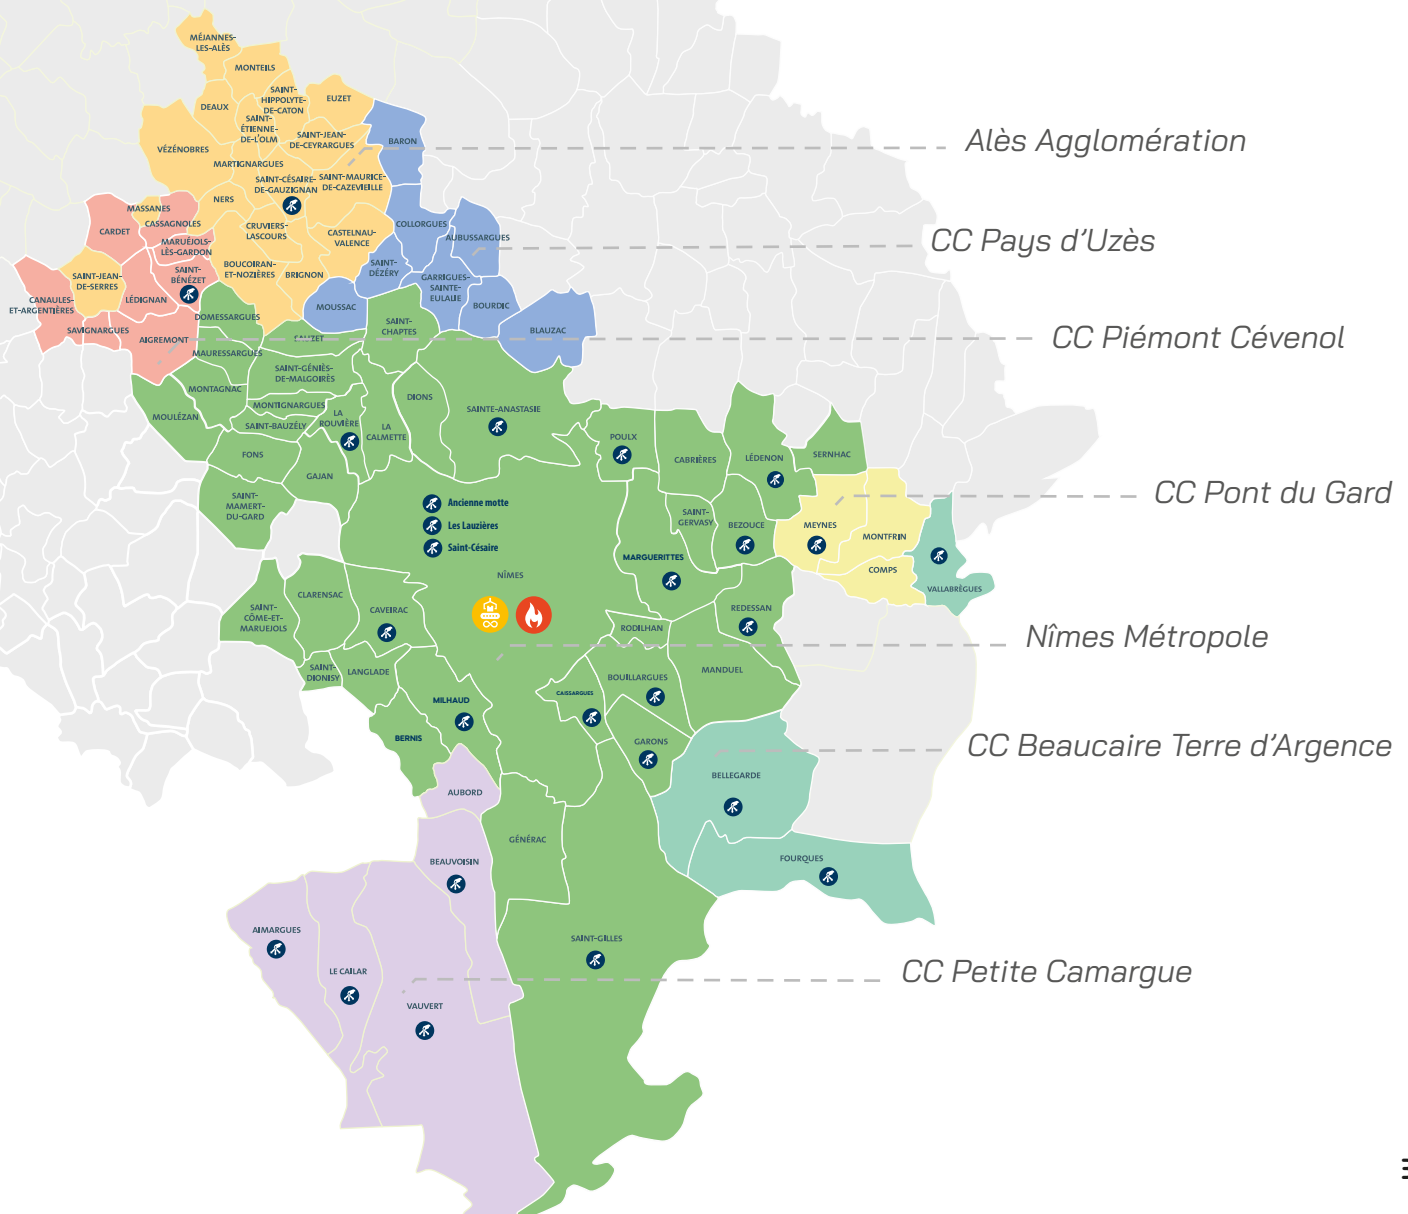 MÉJANNES-
LES-ALÈS
MONTEILS
SAINT-
HIPPOLYTE-
DE-CATON
EUZET
DEAUX
SAINT-
ÉTIENNE-
DE-L'OLM
SAINT-JEAN-
DE-CEYRARGUES
BARON
Alès Agglomération
VÉZÉNOBRES
MARTIGNARGUES
SAINT-CÉSAIRE-
DE-GAUZIGNAN
SAINT-MAURICE-
DE-CAZEVIEILLE
NERS
MASSANES
CASSAGNOLES
CARDET
CRUVIERS-
LASCOURS
CASTELNAU-
VALENCE
COLLORGUES
AUBUSSARGUES
CC Pays d'Uzès
MARUÉJOLS-
LÈS-GARDON
SAINT-
BÉNÉZET
BOUCOIRAN-
ET-NOZIÈRES
BRIGNON
SAINT-
DÉZÉRY
GARRIGUES-
SAINTE-
EULALIE
SAINT-JEAN-
DE-SERRES
CANAULES-
ET-ARGENTIÈRES
LÉDIGNAN
MOUSSAC
BOURDIC
DOMESSARGUES
SAINT-
CHAPTES
BLAUZAC
SAVIGNARGUES
AIGREMONT
SAUZET
CC Piémont Cévenol
MAURESSARGUES
SAINT-GÉNIÈS-
DE-MALGOIRÈS
MONTAGNAC
MOULÉZAN
MONTIGNARGUES
LA
ROUVIÈRE
DIONS
SAINTE-ANASTASIE
SAINT-BAUZÉLY
LA
CALMETTE
POULX
CABRIÈRES
LÉDENON
SERNHAC
FONS
GAJAN
SAINT-
MAMERT-
DU-GARD
Ancienne motte
Les Lauzières
Saint-Césaire
CC Pont du Gard
SAINT-
GERVASY
BEZOUCE
MEYNES
MONTFRIN
MARGUERITTES
COMPS
VALLABRÈGUES
NÎMES
CLARENSAC
SAINT-
CÔME-ET-
MARUEJOLS
CAVEIRAC
REDESSAN
RODILHAN
Nîmes Métropole
SAINT-
DIONISY
LANGLADE
BOUILLARGUES
MANDUEL
CAISSARGUES
MILHAUD
BERNIS
GARONS
CC Beaucaire Terre d'Argence
BELLEGARDE
AUBORD
GÉNÉRAC
BEAUVOISIN
FOURQUES
AIMARGUES
SAINT-GILLES
LE CAILAR
CC Petite Camargue
VAUVERT